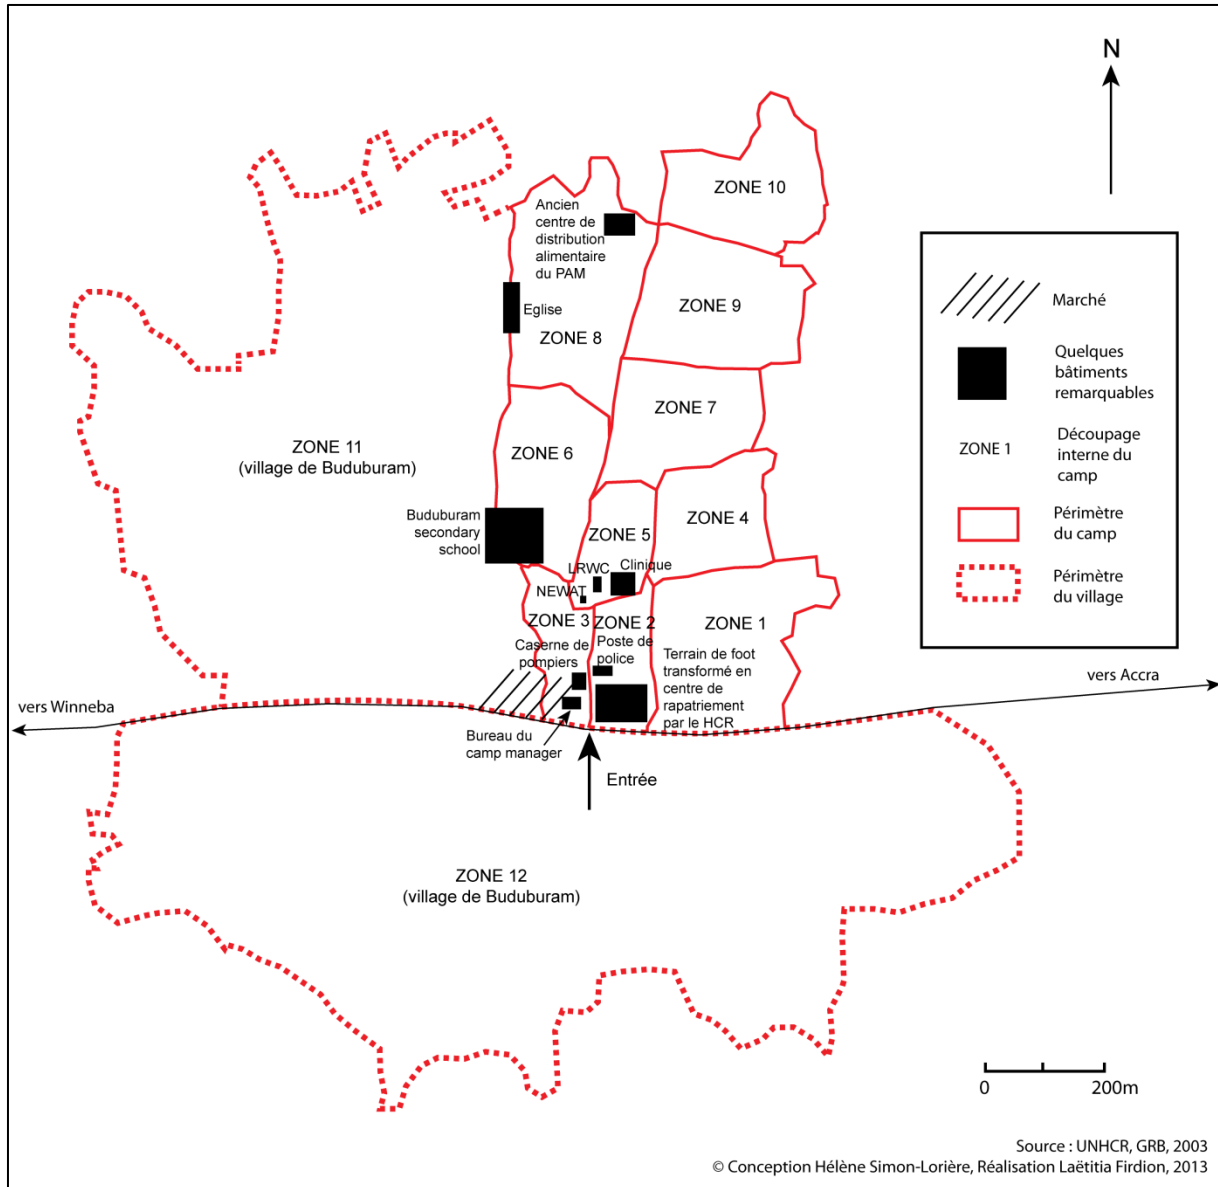 N
ZONE 10
Ancien
centre de
distribution
alimentaire
du PAM
Eglise
ZONE 8
ZONE 9
ZONE 7
ZONE 11
(village de Buduburam)
ZONE 6
Buduburam
secondary
school
ZONE 5
ZONE 4
LRWC
Clinique
NEWAT
ZONE 3
ZONE 2
ZONE 1
Caserne de
pompiers
Poste de
police
Terrain de foot
transformé en
centre de
rapatriement
par le HCR
vers Winneba
vers Accra
Bureau du
camp manager
Entrée
ZONE 12
(village de Buduburam)
Marché
Quelques
bâtiments
remarquables
ZONE 1
Découpage
interne du
camp
Périmètre
du camp
Périmètre
du village
0
200m
Source : UNHCR, GRB, 2003
© Conception Hélène Simon-Lorière, Réalisation Laëtitia Firdion, 2013